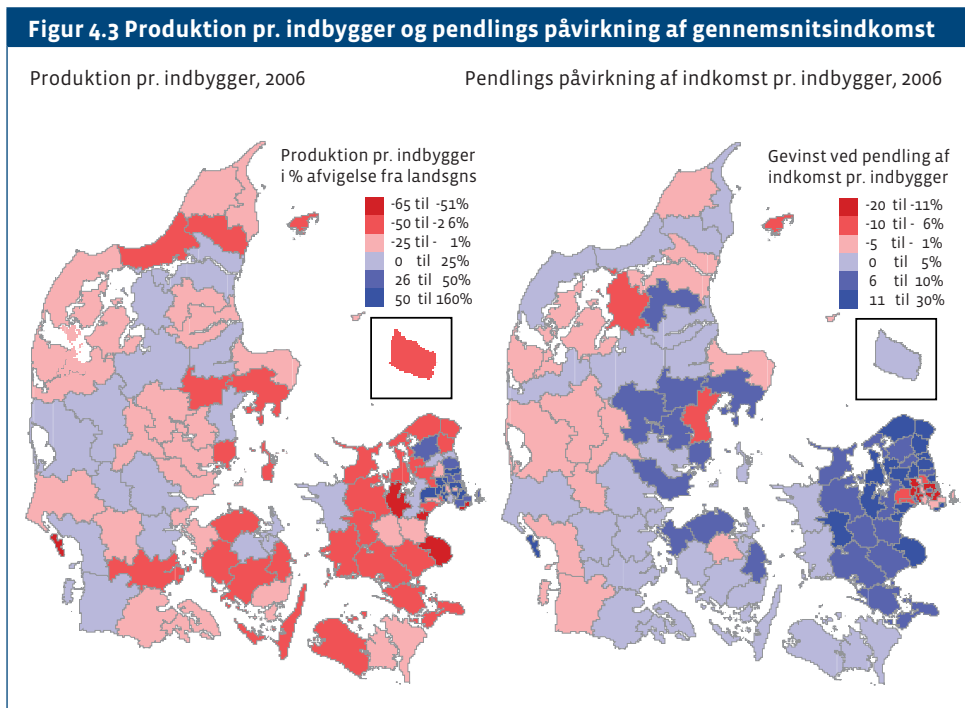 Figur 4.3 Produktion pr. indbygger og pendlings påvirkning af gennemsnitsindkomst
Produktion pr. indbygger, 2006
Pendlings påvirkning af indkomst pr. indbygger, 2006
Produktion pr. indbygger
i % afvigelse fra landsgns
-65 til -51%
-50 til -2 6%
-25 til - 1%
0 til 25%
26 til 50%
50 til 160%
Gevinst ved pendling af
indkomst pr. indbygger
-20 til -11%
-10 til - 6%
-5 til - 1%
0 til 5%
6 til 10%
11 til 30%